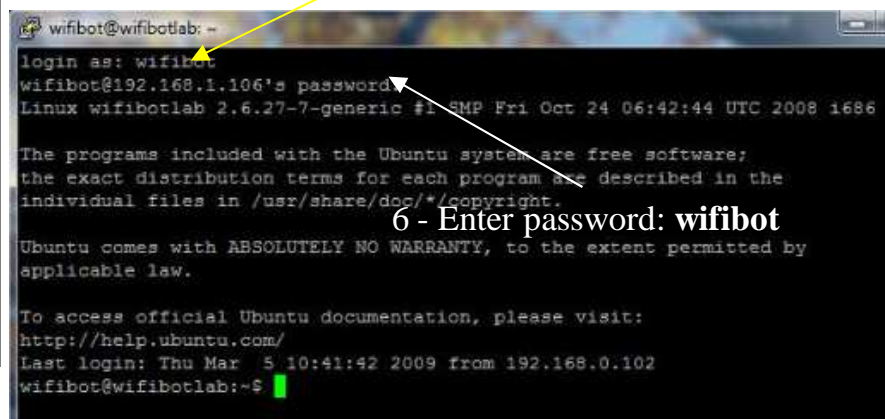 wifibot@wifibotlab: ~
login as: wifibot
wifibot@192.168.1.106's password:
Linux wifibotlab 2.6.27-7-generic #1 SMP Fri Oct 24 06:42:44 UTC 2008 i686
The programs included with the Ubuntu system are free software;
the exact distribution terms for each program are described in the
individual files in /usr/share/doc/*/copyright.
6 - Enter password: wifibot
Ubuntu comes with ABSOLUTELY NO WARRANTY, to the extent permitted by
applicable law.
To access official Ubuntu documentation, please visit:
http://help.ubuntu.com/
Last login: Thu Mar  5 10:41:42 2009 from 192.168.0.102
wifibot@wifibotlab:~$